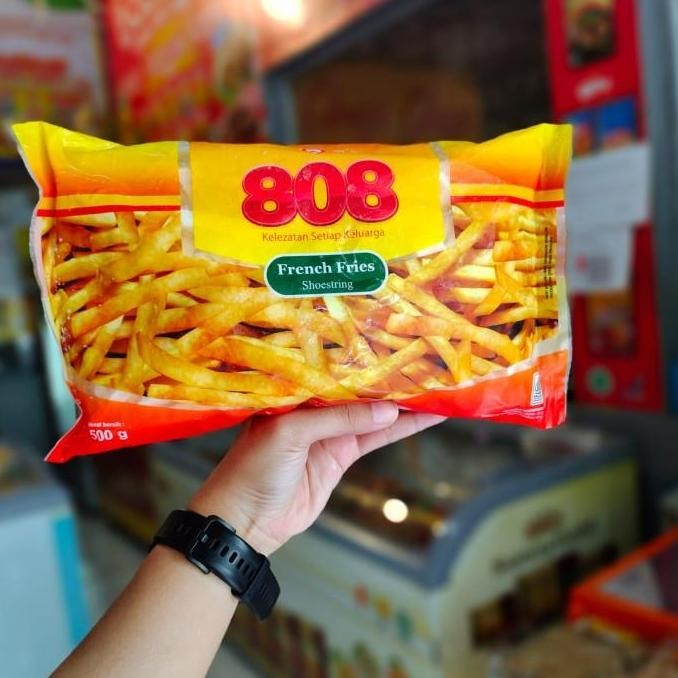 808
Kelezatan Setiap Keluarga
French Fries
Shoestring
500 g